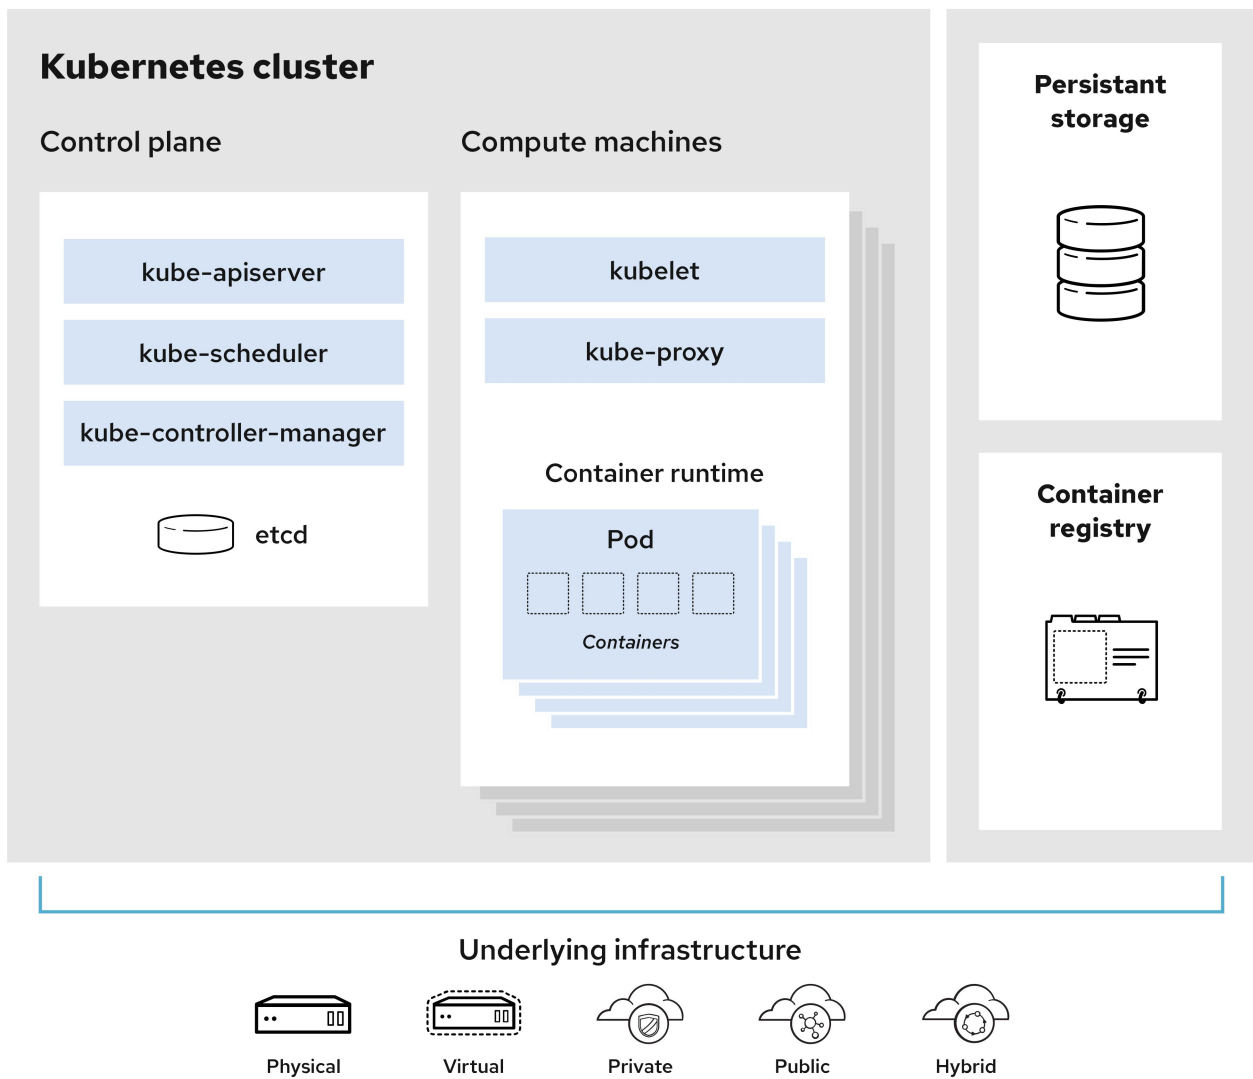 Kubernetes cluster
Control plane
kube-apiserver
kube-scheduler
kube-controller-manager
etcd
Compute machines
kubelet
kube-proxy
Container runtime
Pod
Containers
Persistant
storage
Container
registry
Underlying infrastructure
Physical
Virtual
Private
Public
Hybrid